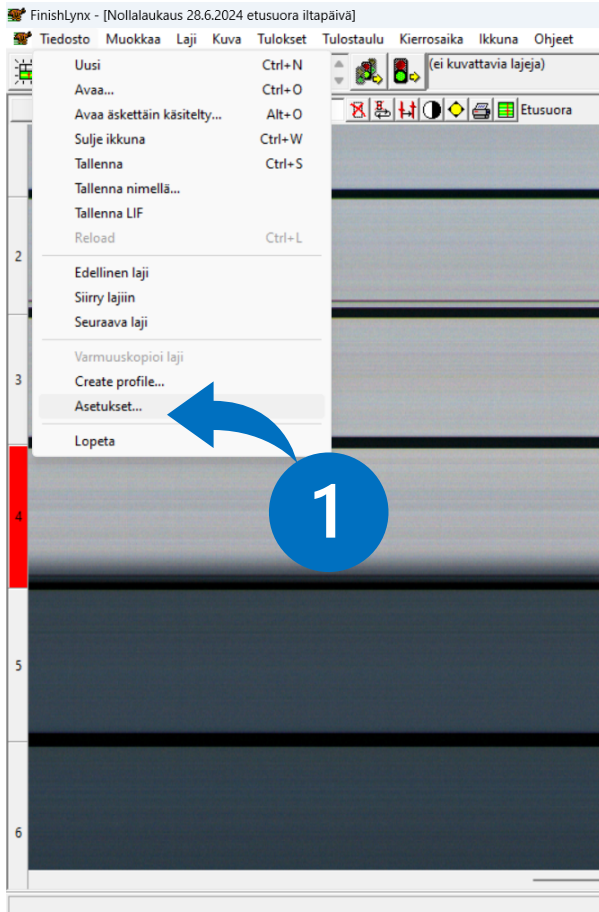 FinishLynx - [Nollalaukaus 28.6.2024 etusuora iltapäivä]
Tiedosto Muokkaa Laji Kuva Tulokset Tulostaulu Kierrosaika Ikkuna Ohjeet
(ei kuvattavia lajeja)
Etusuora
Uusi Ctrl+N
Avaa... Ctrl+O
Avaa äskettäin käsitelty... Alt+O
Sulje ikkuna Ctrl+W
Tallenna Ctrl+S
Tallenna nimellä...
Tallenna LIF
Reload Ctrl+L
Edellinen laji
Siirry lajiin
Seuraava laji
Varmuuskopioi laji
Create profile...
Asetukset...
Lopeta
1
2
3
4
5
6